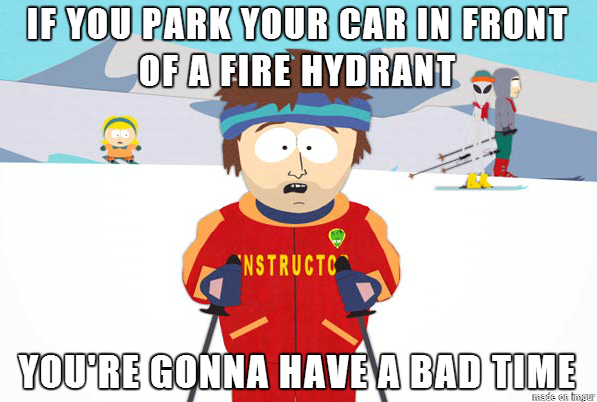 IF YOU PARK YOUR CAR IN FRONT
OF A FIRE HYDRANT
INSTRUCTO
YOU'RE GONNA HAVE A BAD TIME
made on imgur